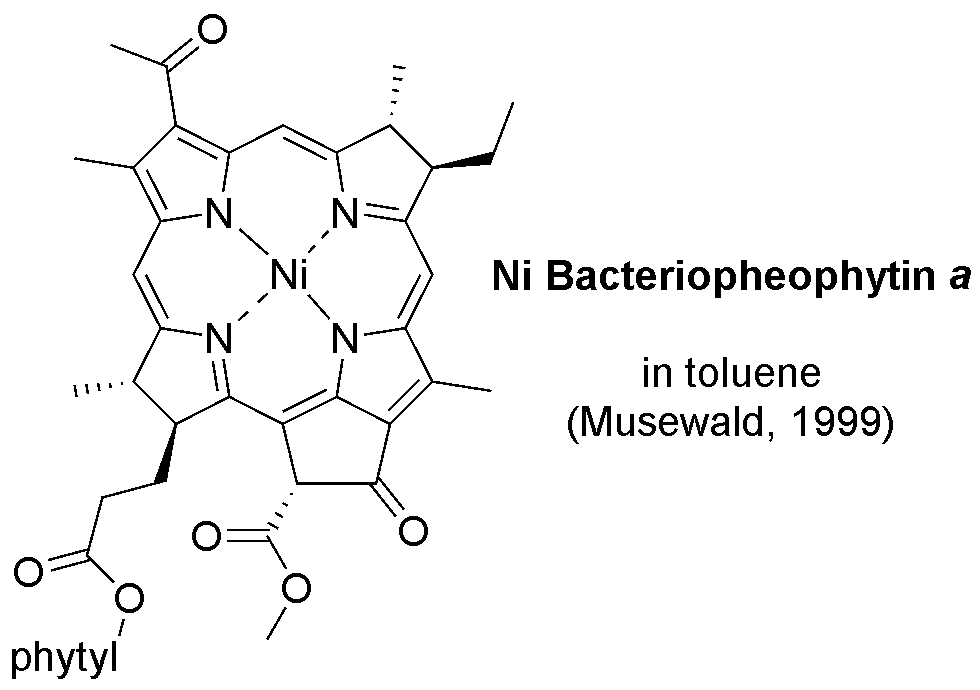 O
N
N
Ni
Ni Bacteriopheophytin a
N
N
in toluene
(Musewald, 1999)
O
O
O
O
O
phytyl